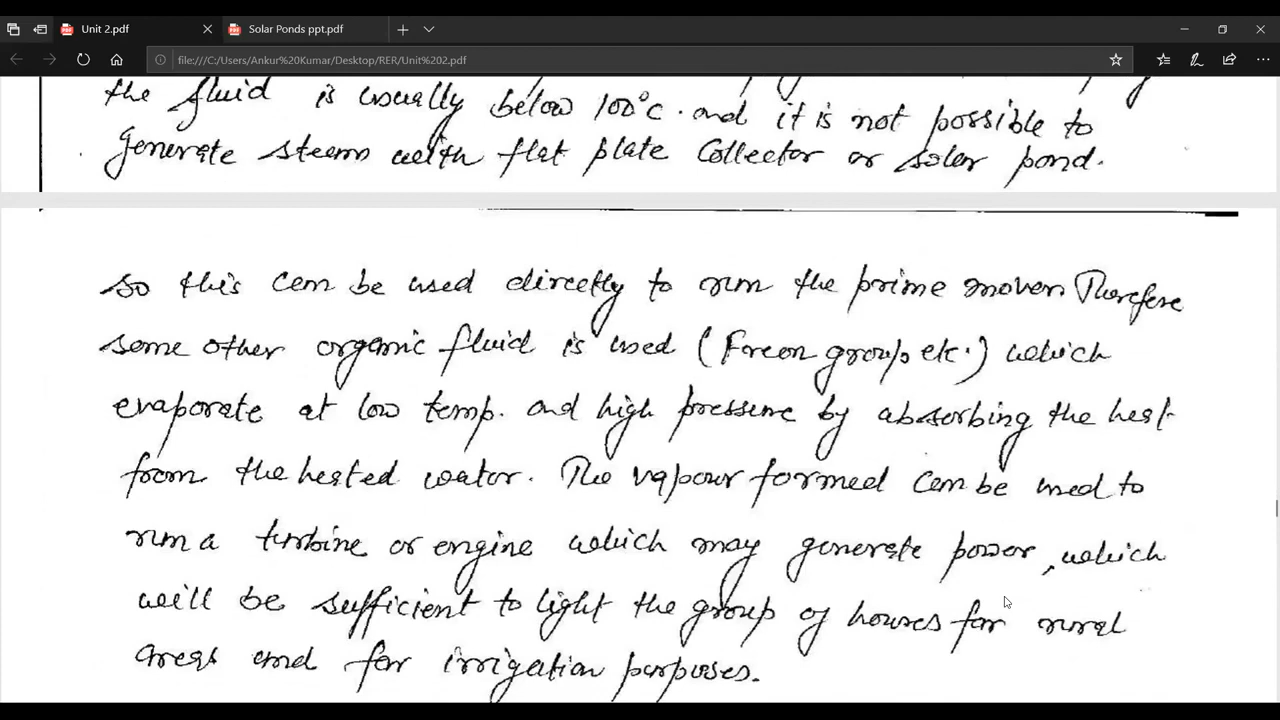 Unit 2.pdf
Solar Ponds ppt.pdf
file:///C:/Users/Ankur%20Kumar/Desktop/RER/Unit%202.pdf
the fluid is usually below 100°C. and it is not possible to
generate steam with flat plate collector or solar pond.
so this can be used directly to run the prime mover. Therefore
some other organic fluid is used (Freon group etc.) which
evaporate at low temp. and high pressure by absorbing the heat
from the heated water. The vapour formed can be used to
run a turbine or engine which may generate power, which
will be sufficient to light the group of houses for rural
areas and for irrigation purposes.